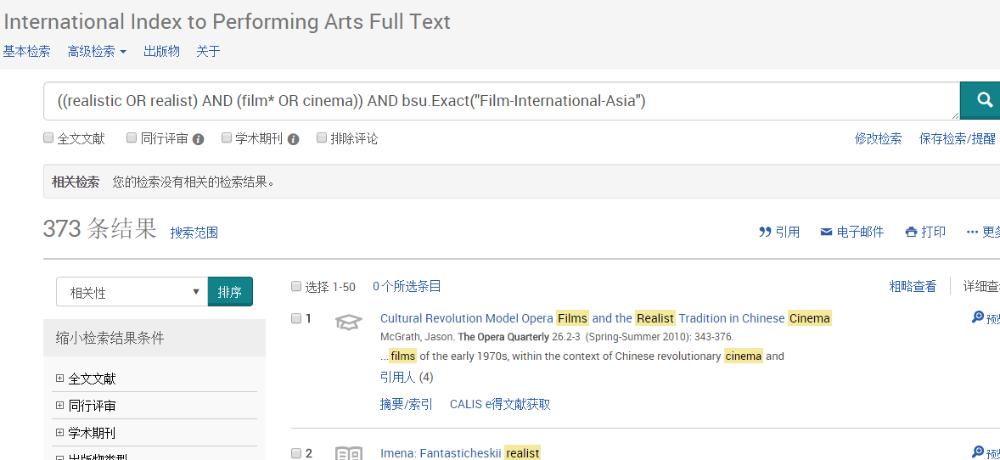 International Index to Performing Arts Full Text
基本检索 高级检索 出版物 关于
((realistic OR realist) AND (film* OR cinema)) AND bsu.Exact("Film-International-Asia")
全文文献 同行评审 学术期刊 排除评论 修改检索 保存检索/提醒
相关检索 您的检索没有相关的检索结果。
373 条结果 搜索范围 引用 电子邮件 打印 更多
相关性 排序 选择 1-50 0个所选条目 粗略查看 详细查
1 Cultural Revolution Model Opera Films and the Realist Tradition in Chinese Cinema 预
McGrath, Jason. The Opera Quarterly 26.2-3 (Spring-Summer 2010): 343-376.
缩小检索结果条件
...films of the early 1970s, within the context of Chinese revolutionary cinema and
全文文献 引用人 (4)
同行评审 摘要/索引 CALIS e得文献获取
学术期刊
出版物类型 2 Imena: Fantasticheskii realist 预